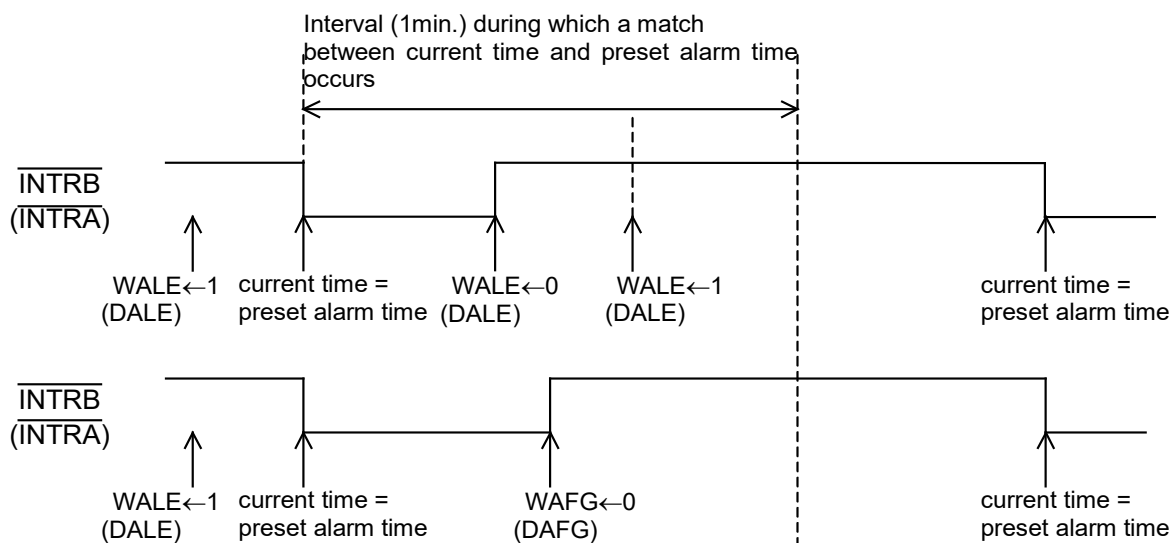 Interval (1min.) during which a match
between current time and preset alarm time
occurs
INTRB
(INTRA)
WALE←1
(DALE)
current time =
preset alarm time
WALE←0
(DALE)
WALE←1
(DALE)
current time =
preset alarm time
INTRB
(INTRA)
WALE←1
(DALE)
current time =
preset alarm time
WAFG←0
(DAFG)
current time =
preset alarm time